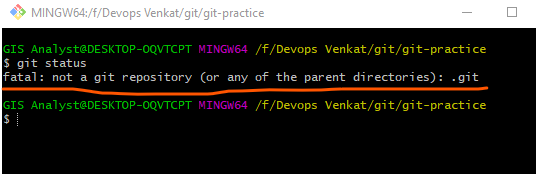 MINGW64:/f/Devops Venkat/git/git-practice
GIS Analyst@DESKTOP-OQVTCPT MINGW64 /f/Devops Venkat/git/git-practice
$ git status
fatal: not a git repository (or any of the parent directories): .git
GIS Analyst@DESKTOP-OQVTCPT MINGW64 /f/Devops Venkat/git/git-practice
$